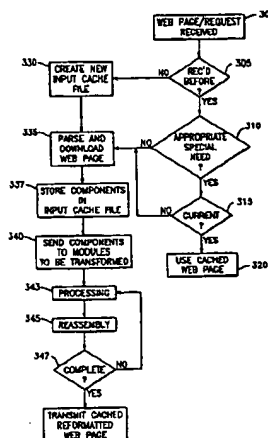 WEB PAGE/REQUEST
RECEIVED
30
330
CREATE NEW
INPUT CACHE
FILE
NO
REC'D
BEFORE
?
305
YES
335
PARSE AND
DOWNLOAD
WEB PAGE
NO
APPROPRIATE
SPECIAL
NEED
?
310
YES
337
STORE COMPONENTS
IN
INPUT CACHE FILE
CURRENT
?
315
YES
340
SEND COMPONENTS
TO MODULES
TO BE TRANSFORMED
USE CACHED
WEB PAGE
320
343
PROCESSING
345
REASSEMBLY
347
COMPLETE
?
NO
YES
TRANSMIT CACHED
REFORMATTED
WEB PAGE